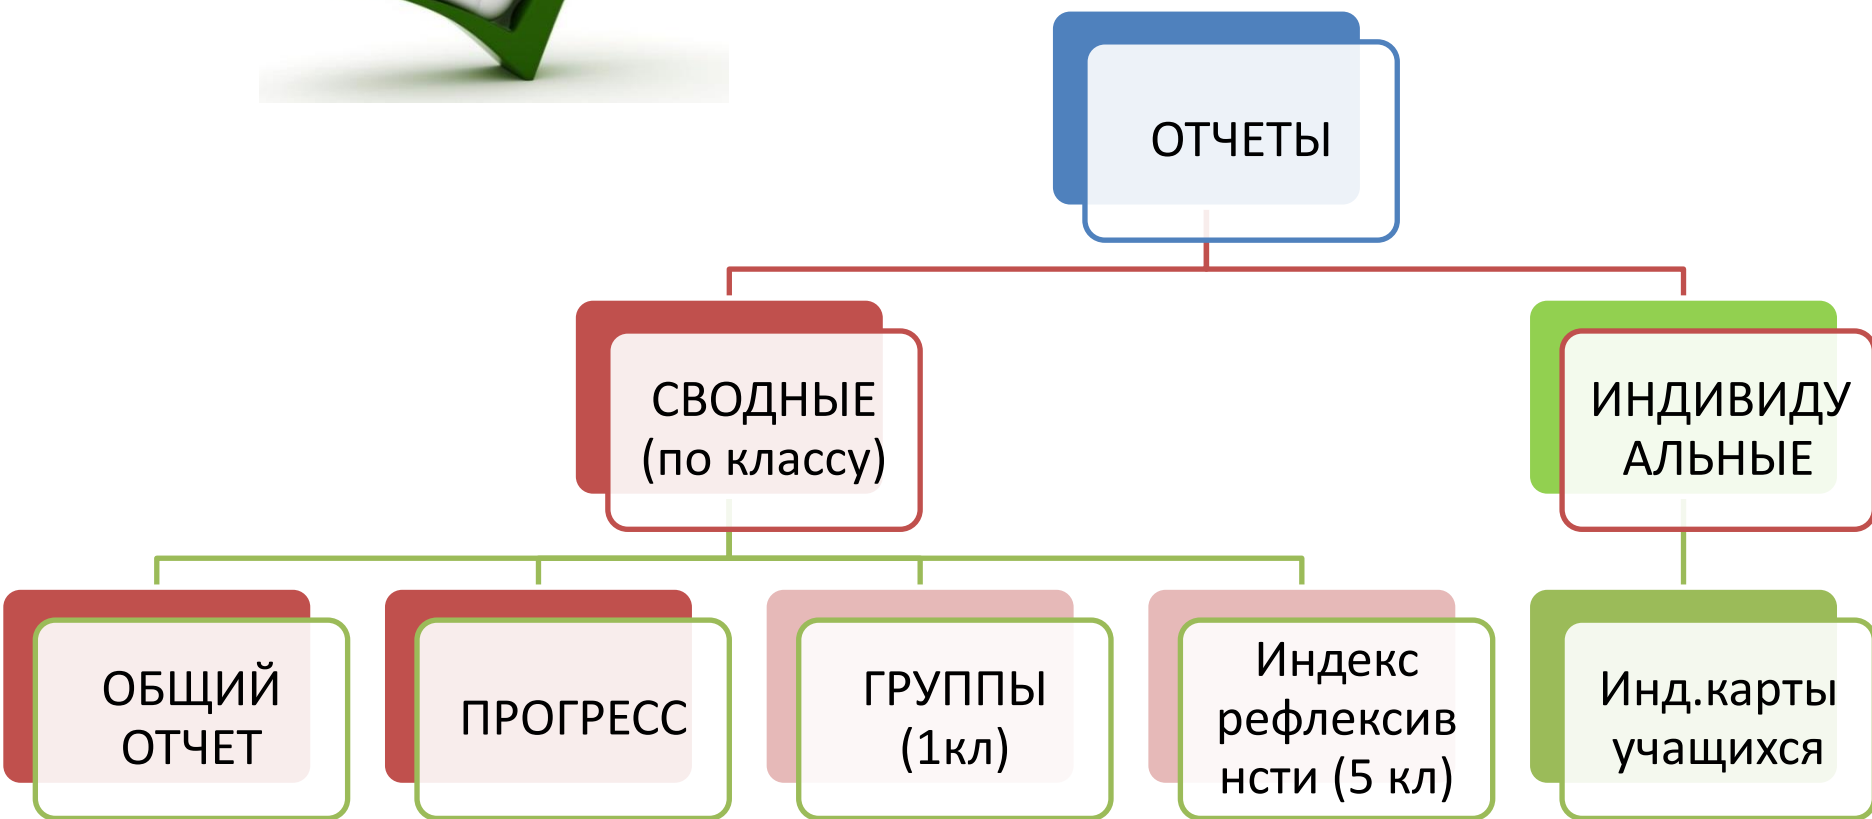 ОТЧЕТЫ
СВОДНЫЕ
(по классу)
ИНДИВИДУ
АЛЬНЫЕ
ОБЩИЙ
ОТЧЕТ
ПРОГРЕСС
ГРУППЫ
(1кл)
Индекс
рефлексив
нсти (5 кл)
Инд.карты
учащихся